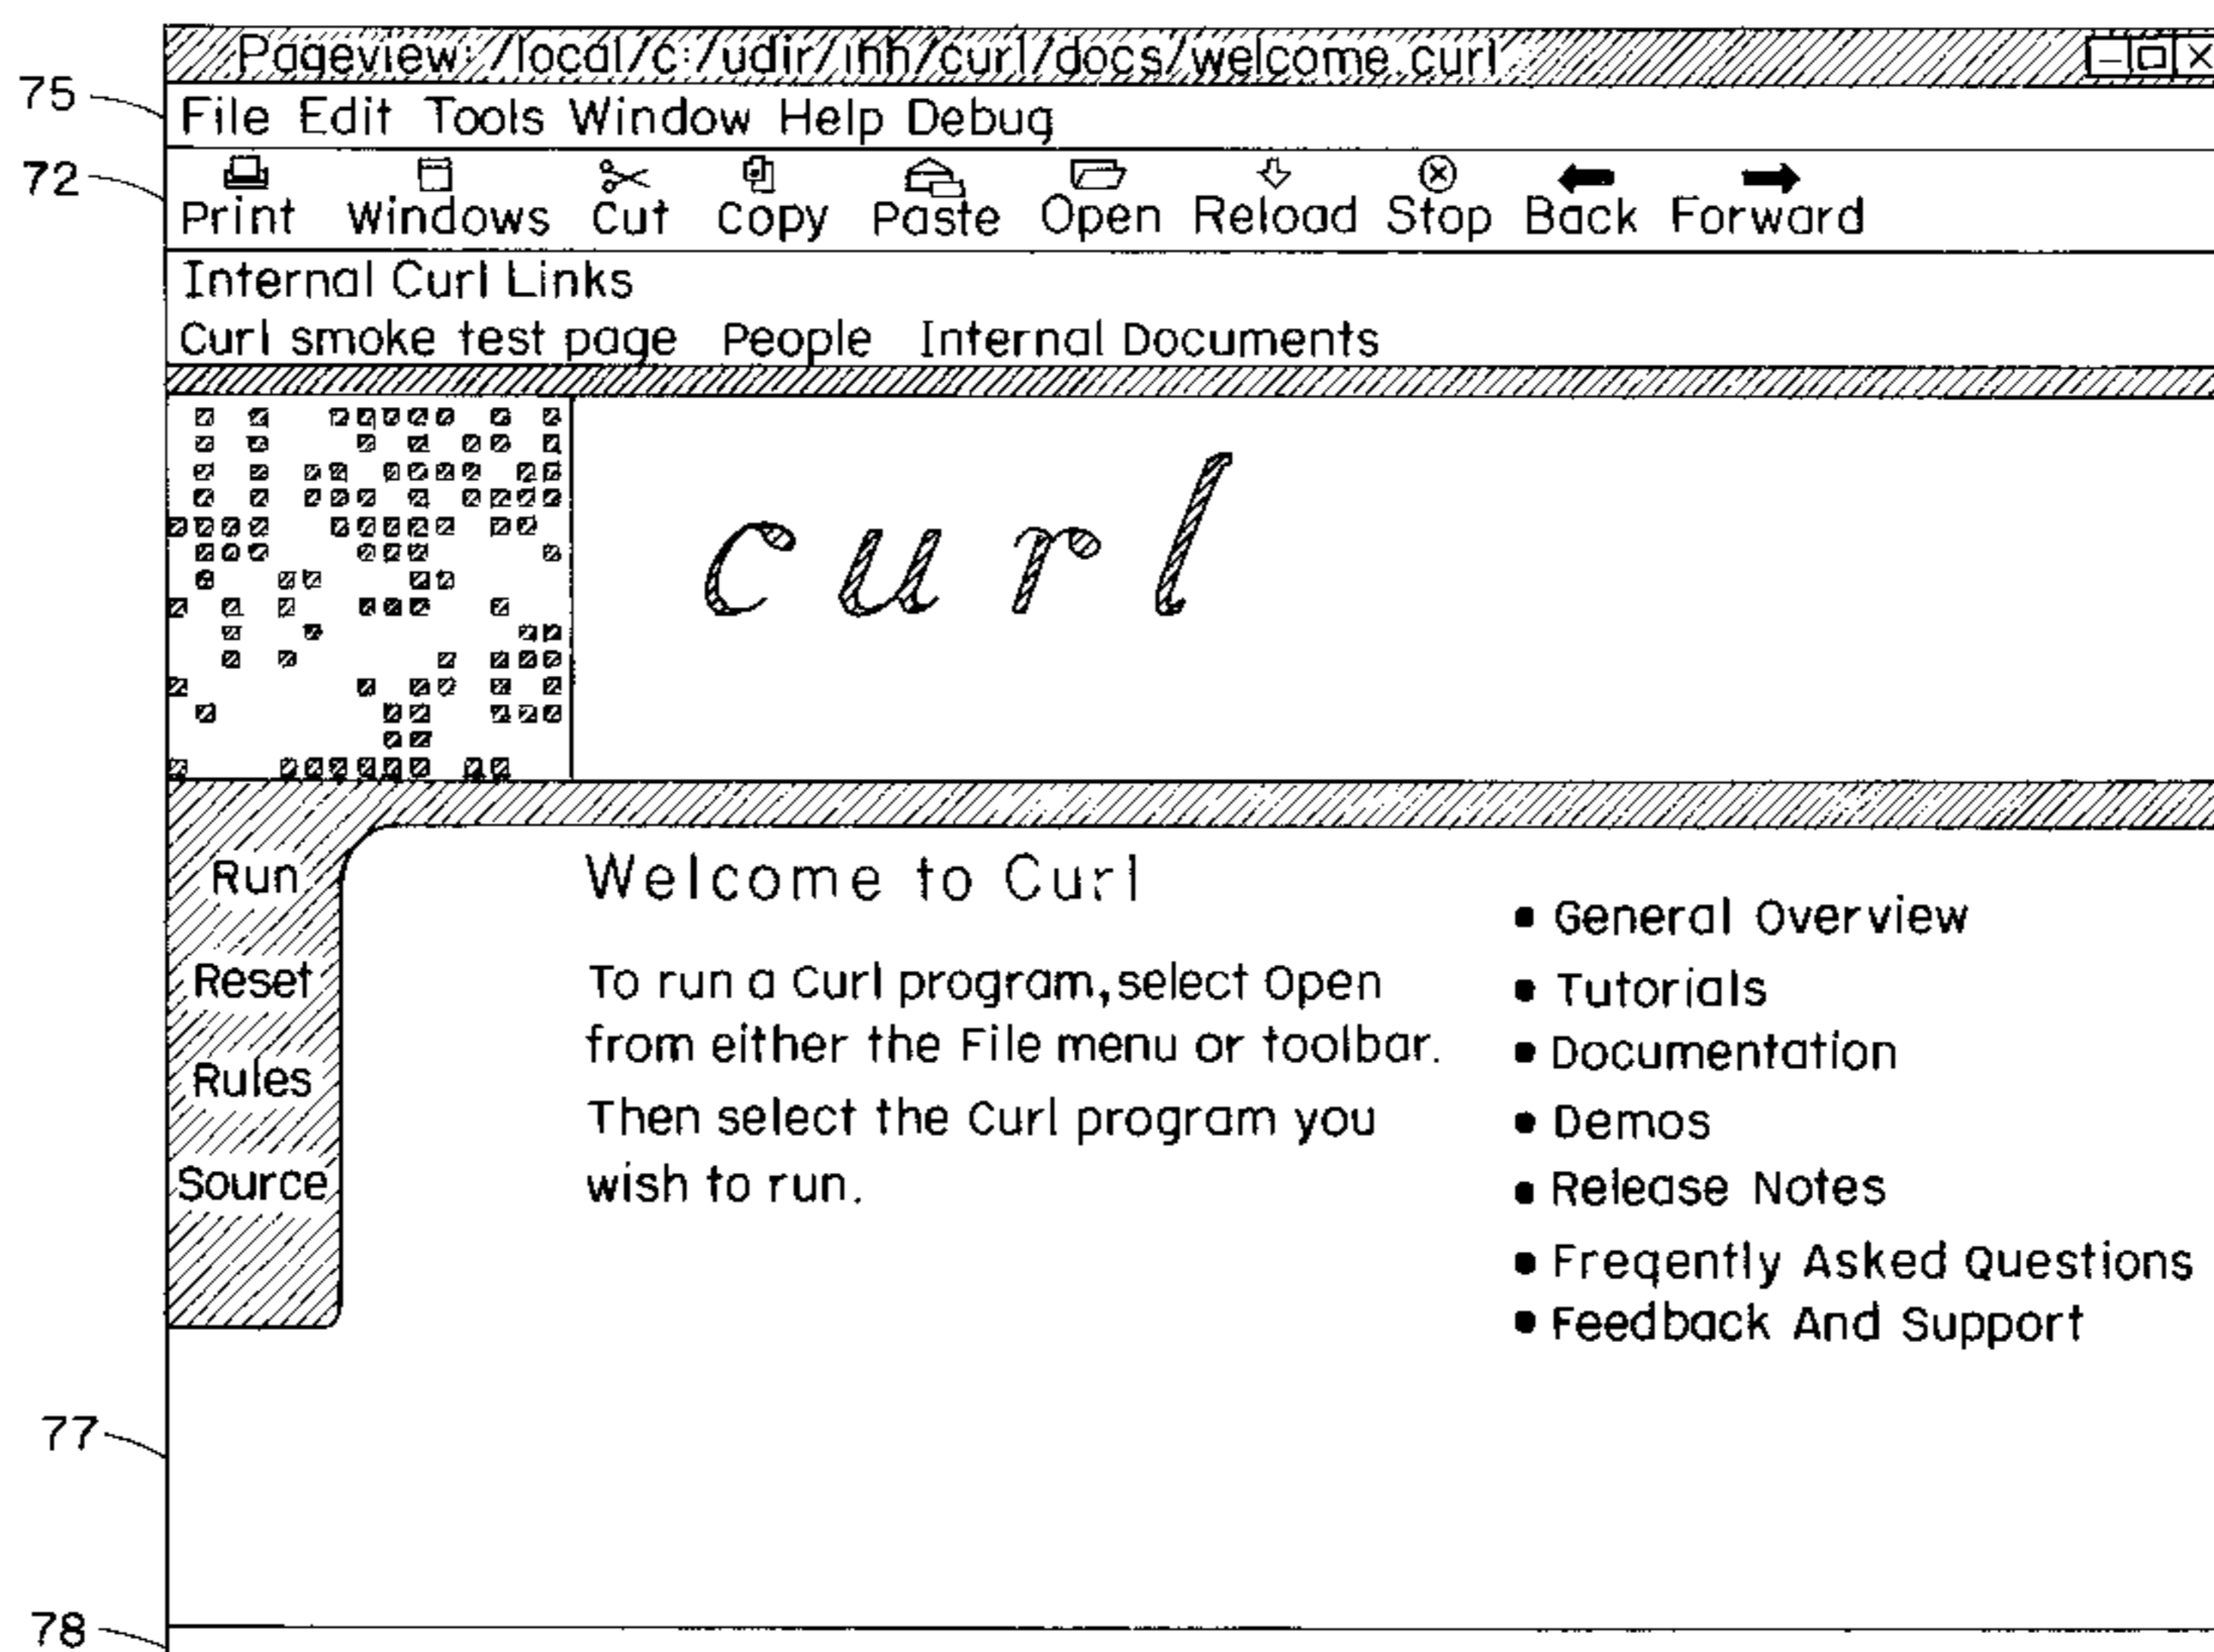 Pageview: /local/c:/udir/ihh/curl/docs/welcome.curl
75
File Edit Tools Window Help Debug
72
Print Windows Cut Copy Paste Open Reload Stop Back Forward
Internal Curl Links
Curl smoke test page People Internal Documents
curl
Run
Reset
Rules
Source
Welcome to Curl
To run a Curl program, select Open
from either the File menu or toolbar.
Then select the Curl program you
wish to run.
• General Overview
• Tutorials
• Documentation
• Demos
• Release Notes
• Freqently Asked Questions
• Feedback And Support
77
78